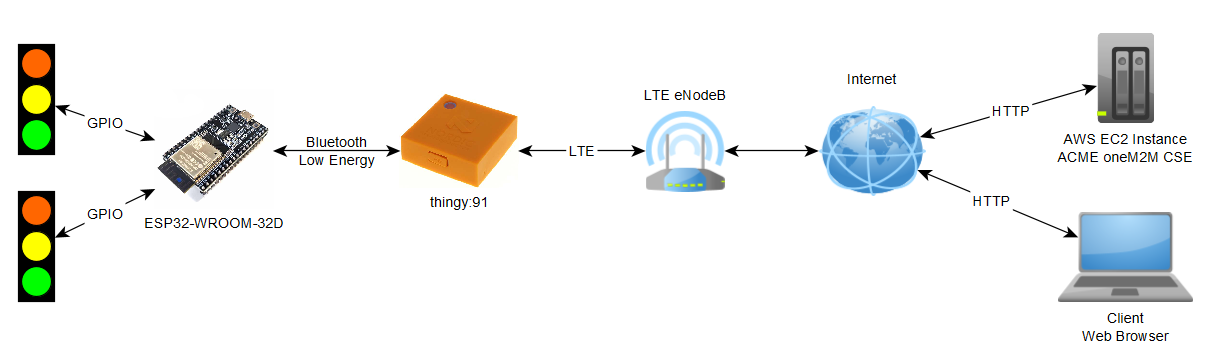 GPIO
GPIO
ESP32-WROOM-32D
Bluetooth
Low Energy
thingy:91
LTE
LTE eNodeB
Internet
HTTP
HTTP
AWS EC2 Instance
ACME oneM2M CSE
Client
Web Browser